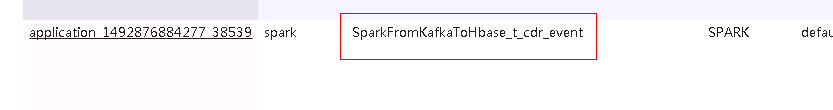 application_1492876884277_38539 spark SparkFromKafkaToHbase_t_cdr_event SPARK defau